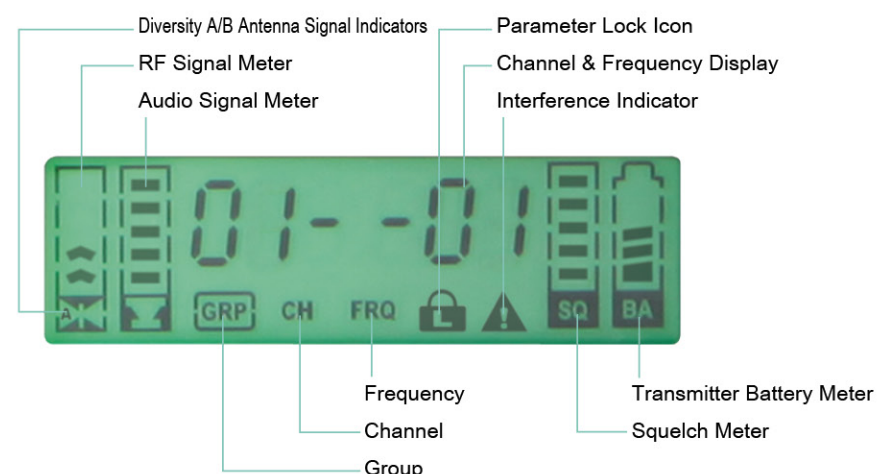 Diversity A/B Antenna Signal Indicators
RF Signal Meter
Audio Signal Meter
Parameter Lock Icon
Channel & Frequency Display
Interference Indicator
01--01
A
GRP
CH
FRQ
L
!
SQ
BA
Frequency
Channel
Group
Transmitter Battery Meter
Squelch Meter